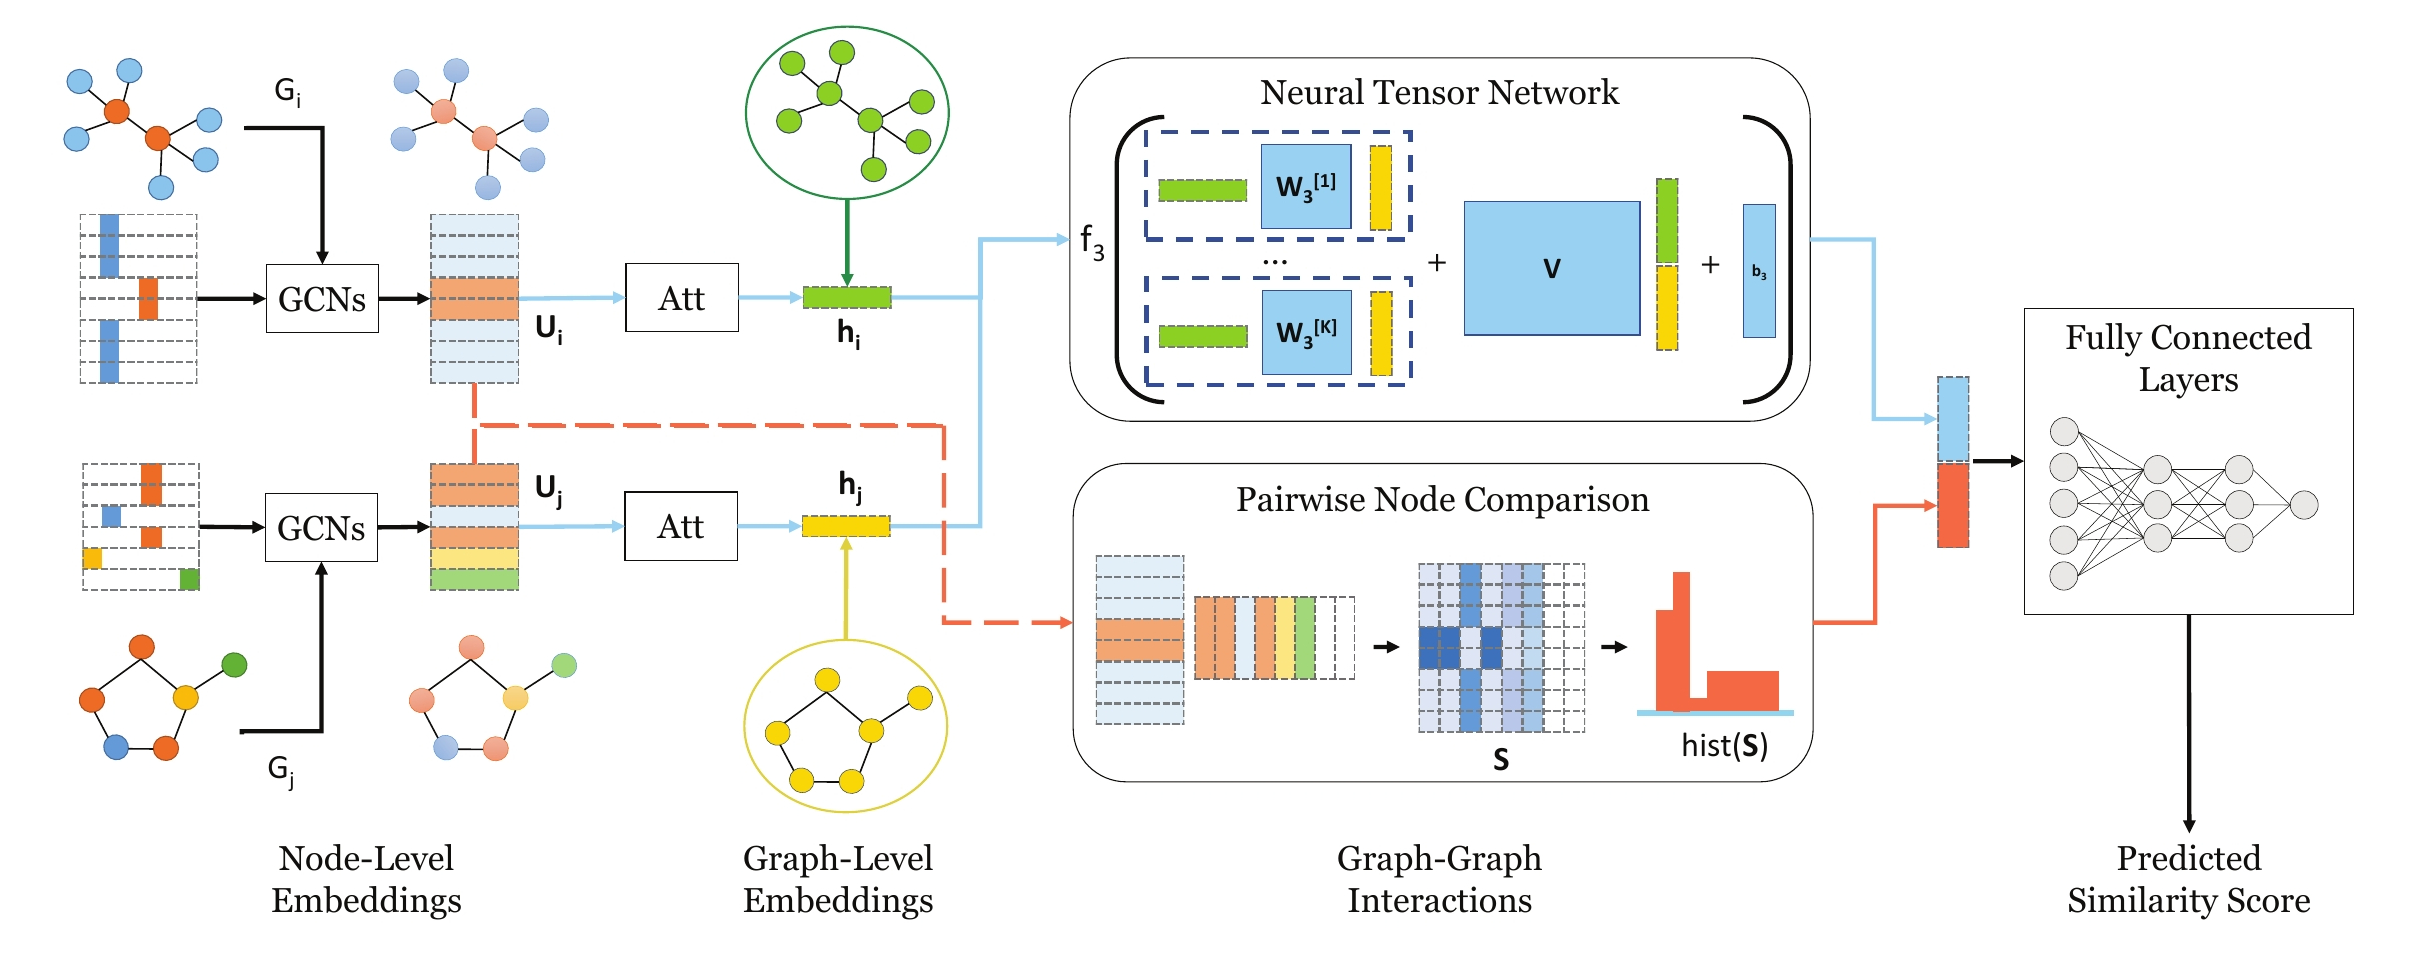 G_i
GCNs
U_i
Att
h_i
Neural Tensor Network
f_3
W_3^[1]
...
W_3^[K]
+
V
+
b_3
Fully Connected
Layers
GCNs
U_j
Att
h_j
G_j
Pairwise Node Comparison
S
hist(S)
Node-Level
Embeddings
Graph-Level
Embeddings
Graph-Graph
Interactions
Predicted
Similarity Score